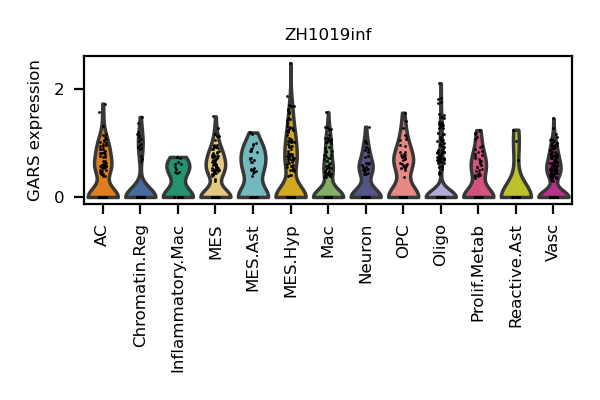 ZH1019inf
GARS expression
2
0
AC
Chromatin.Reg
Inflammatory.Mac
MES
MES.Ast
MES.Hyp
Mac
Neuron
OPC
Oligo
Prolif.Metab
Reactive.Ast
Vasc